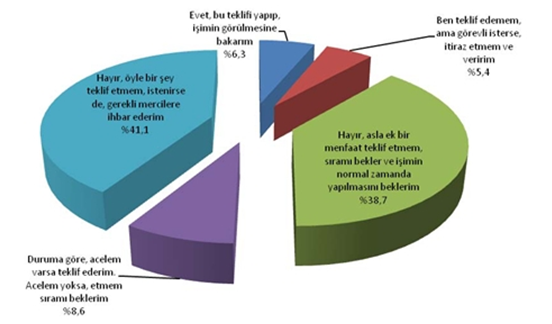 Evet, bu teklifi yapıp,
işimin görülmesine
bakarım
%6,3
Ben teklif edemem,
ama görevli isterse,
itiraz etmem ve
veririm
%5,4
Hayır, öyle bir şey
teklif etmem, istenirse
de, gerekli mercilere
ihbar ederim
%41,1
Hayır, asla ek bir
menfaat teklif etmem,
sıramı bekler ve işimin
normal zamanda
yapılmasını beklerim
%38,7
Duruma göre, acelem
varsa teklif ederim.
Acelem yoksa, etmem
sıramı beklerim
%8,6